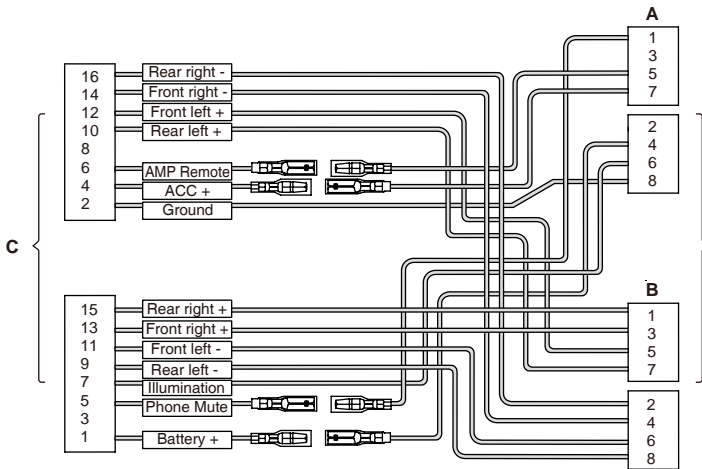 A
1
3
5
7
2
4
6
8
16
14
12
10
8
6
4
2
Rear right -
Front right -
Front left +
Rear left +
AMP Remote
ACC +
Ground
C
B
1
3
5
7
2
4
6
8
15
13
11
9
7
5
3
1
Rear right +
Front right +
Front left -
Rear left -
Illumination
Phone Mute
Battery +